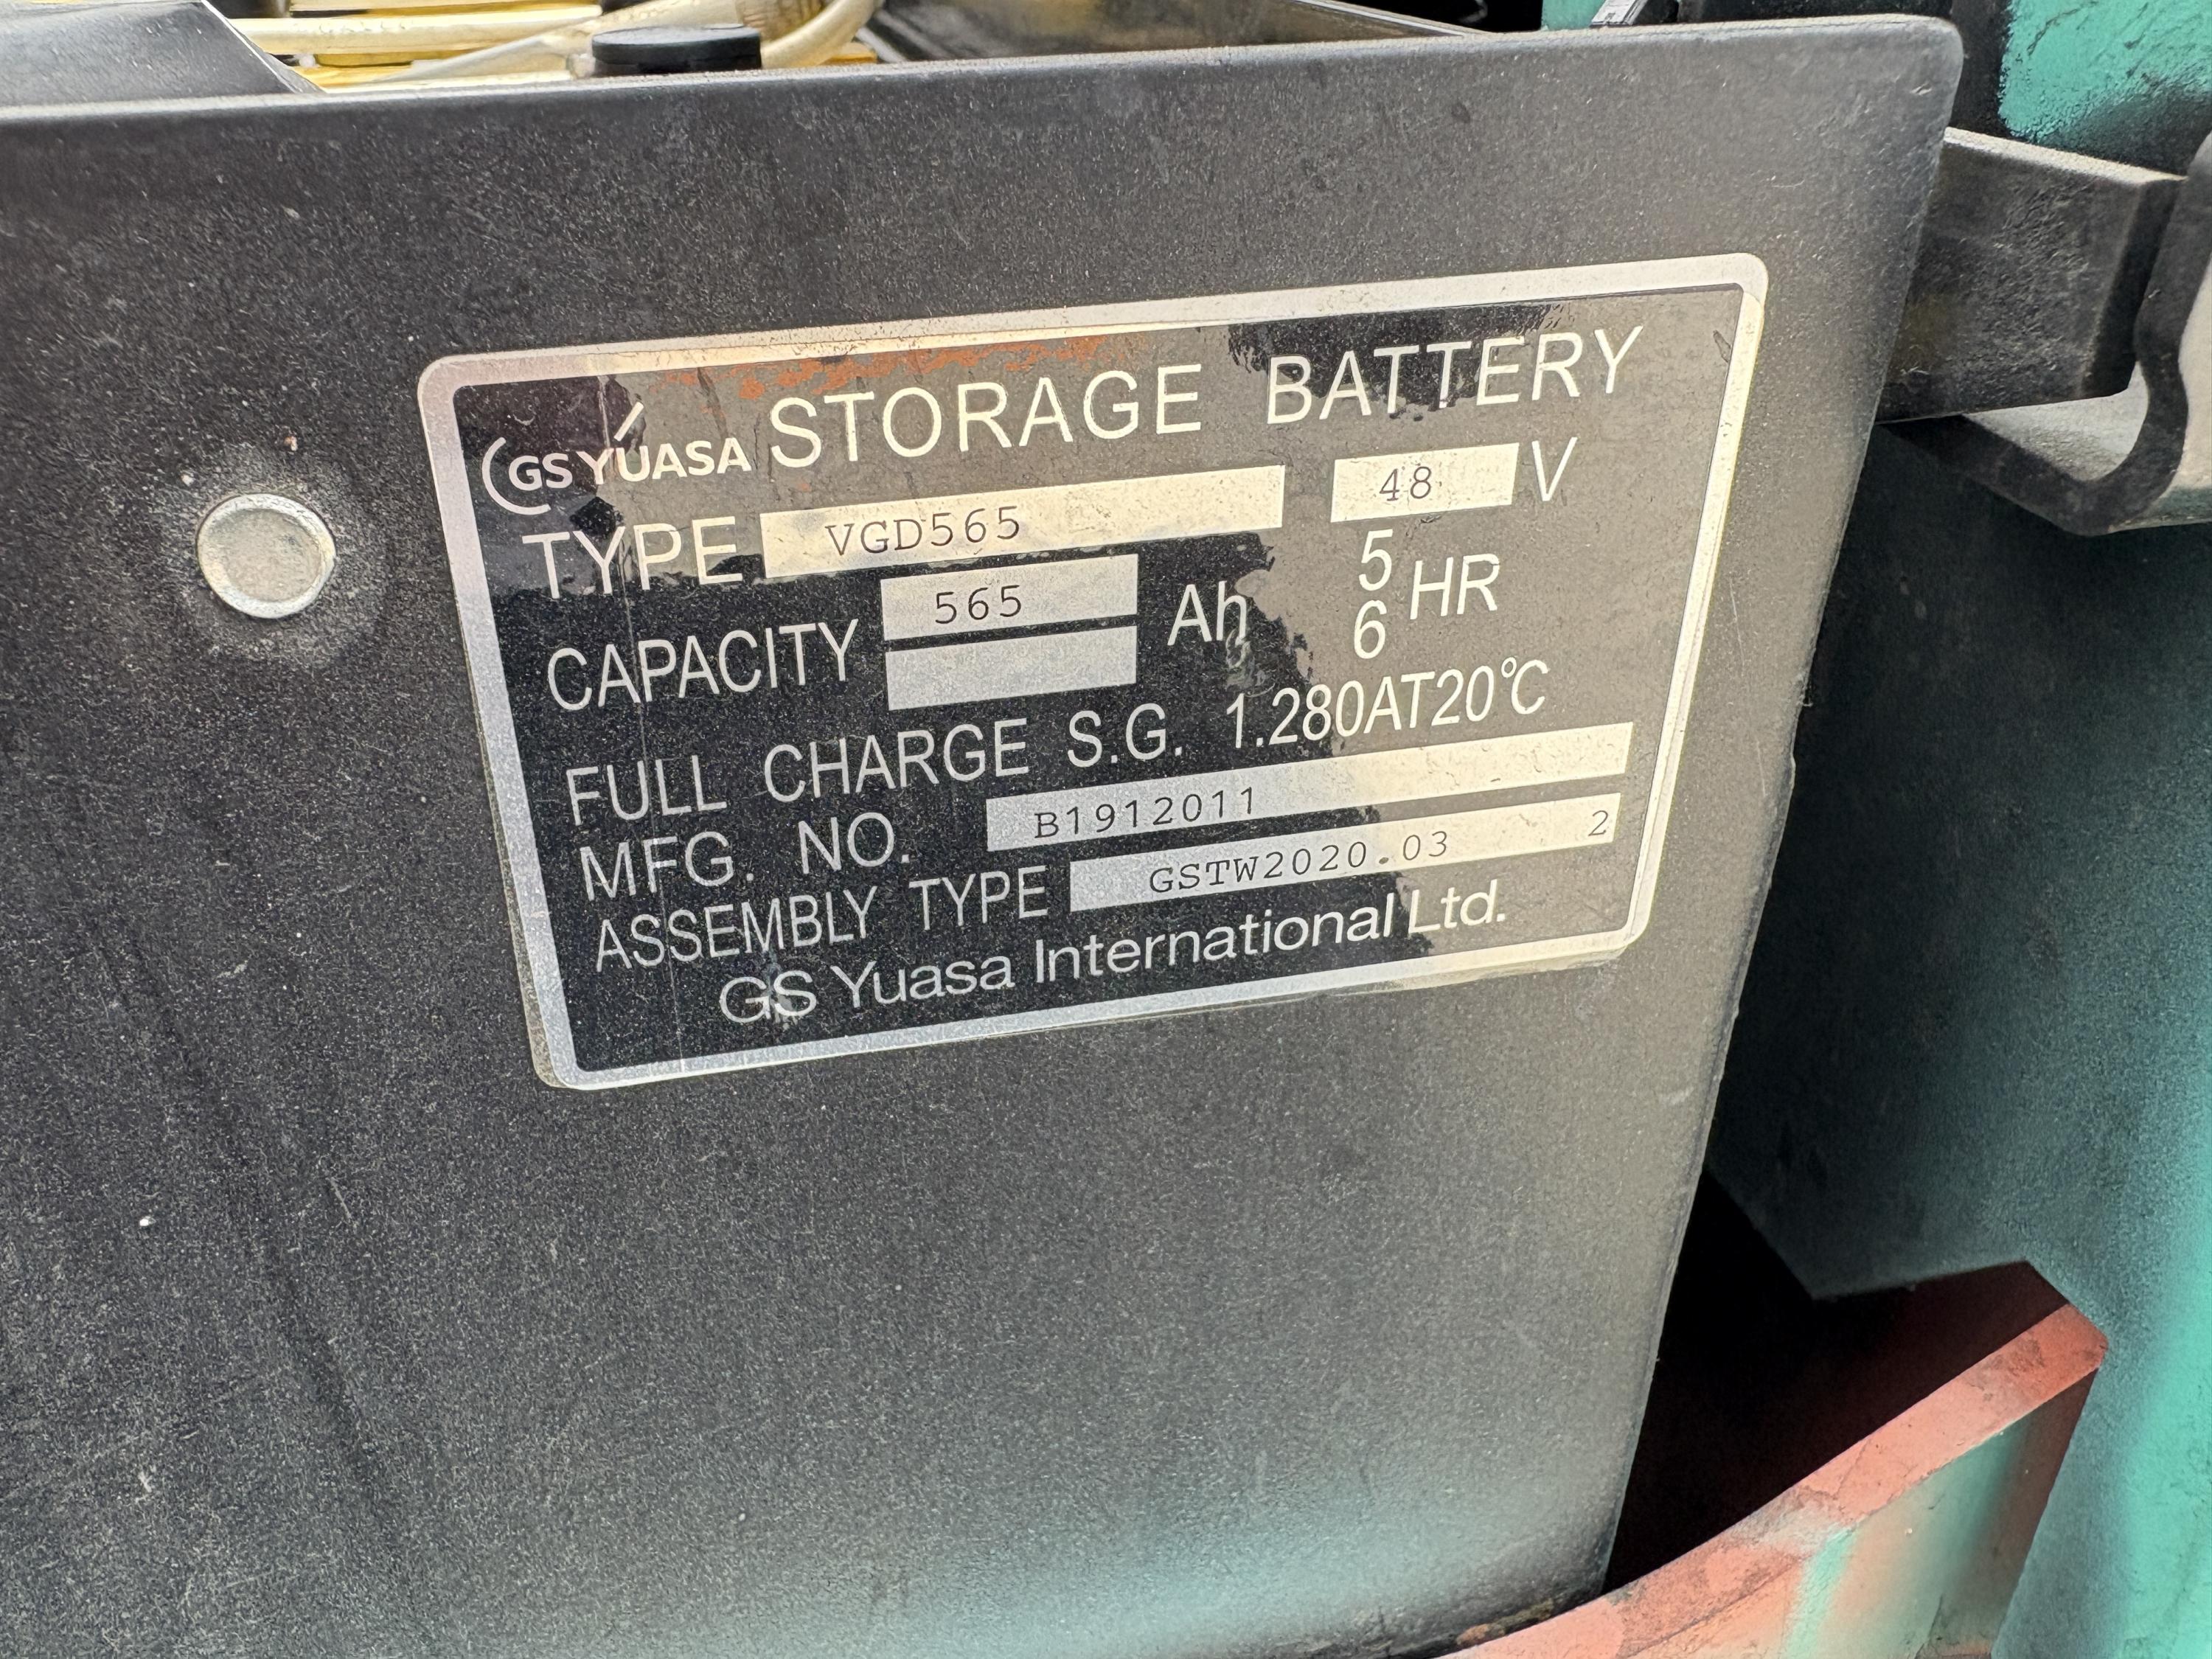 GS YUASA STORAGE BATTERY
TYPE VGD565 48 V
CAPACITY 565 Ah 5 HR
6
FULL CHARGE S.G. 1.280AT20℃
MFG. NO. B1912011
ASSEMBLY TYPE GSTW2020.03 2
GS Yuasa International Ltd.